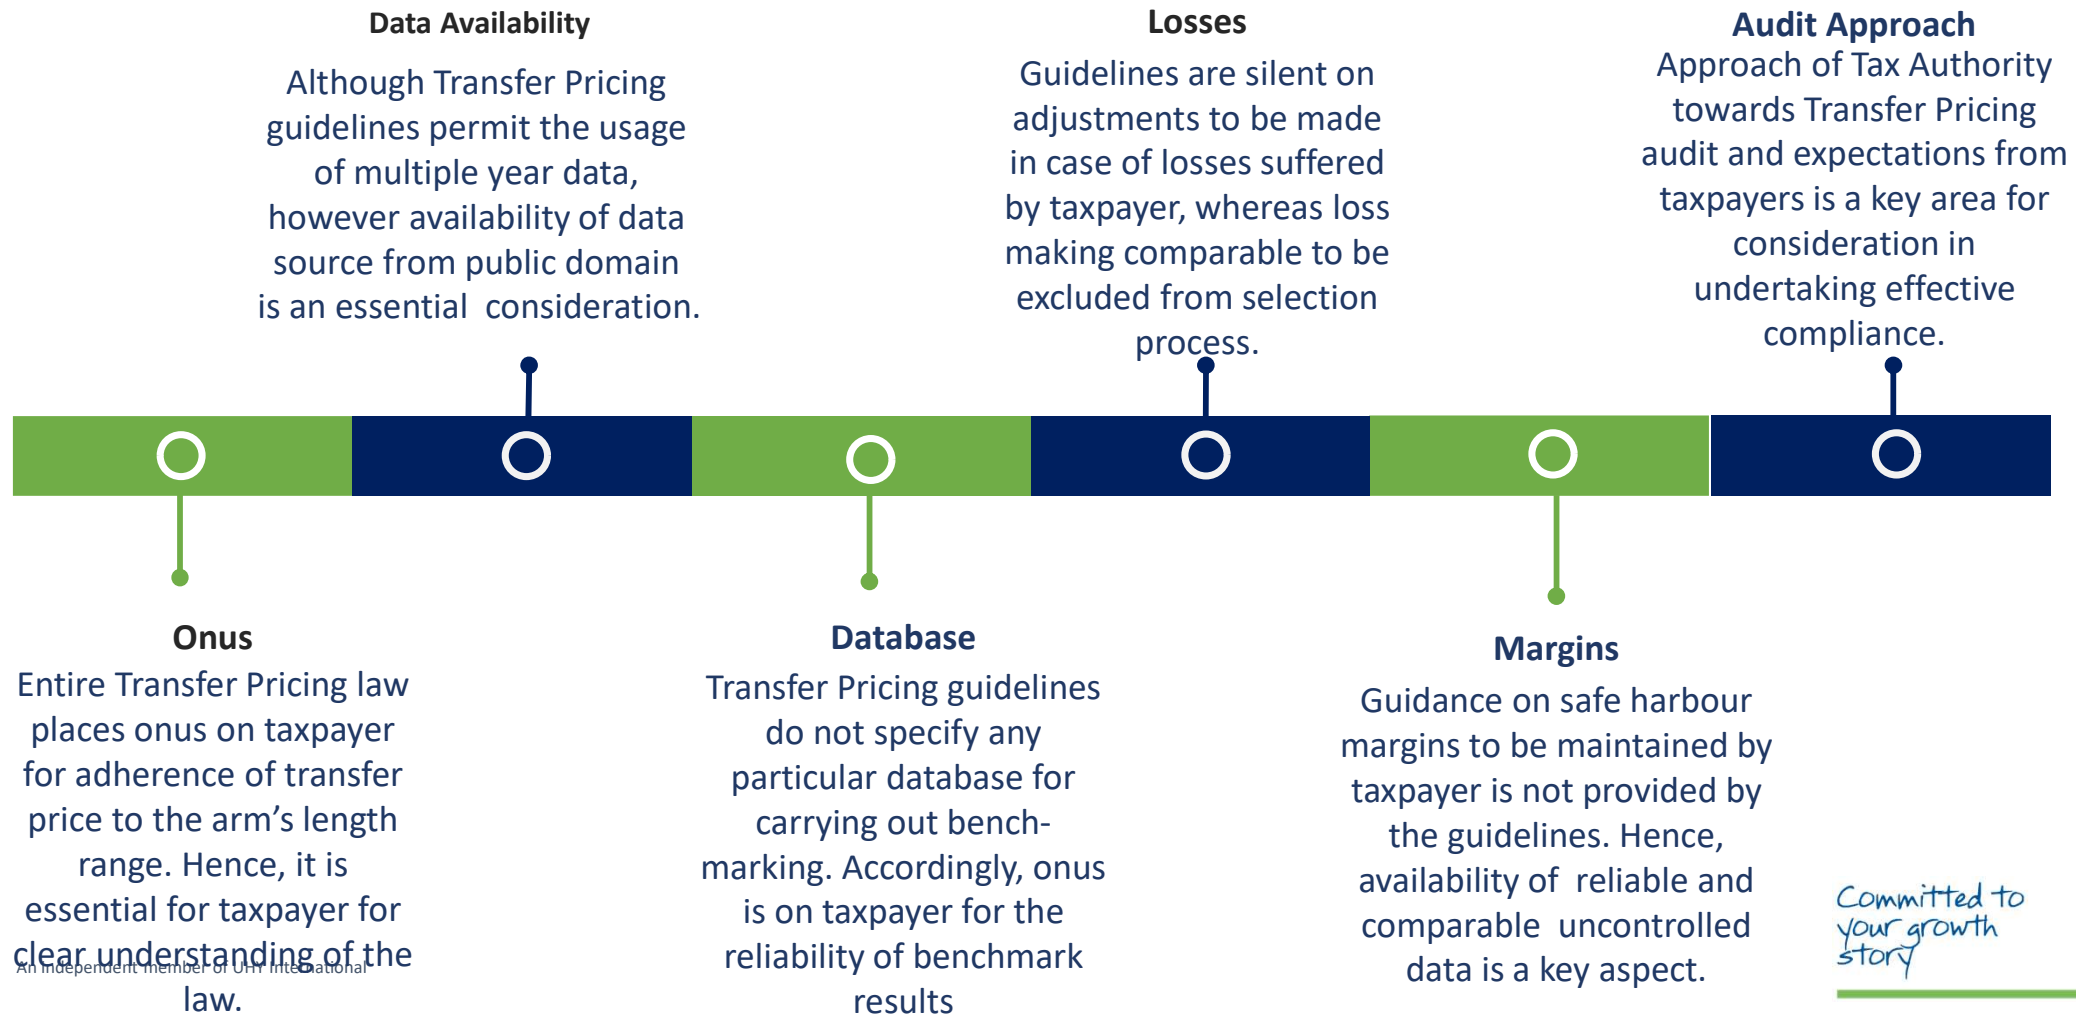 Data Availability
Although Transfer Pricing
guidelines permit the usage
of multiple year data,
however availability of data
source from public domain
is an essential consideration.
Losses
Guidelines are silent on
adjustments to be made
in case of losses suffered
by taxpayer, whereas loss
making comparable to be
excluded from selection
process.
Audit Approach
Approach of Tax Authority
towards Transfer Pricing
audit and expectations from
taxpayers is a key area for
consideration in
undertaking effective
compliance.
Onus
Entire Transfer Pricing law
places onus on taxpayer
for adherence of transfer
price to the arm's length
range. Hence, it is
essential for taxpayer for
clear understanding of the
law.
An independent member of UHY International
Database
Transfer Pricing guidelines
do not specify any
particular database for
carrying out bench-
marking. Accordingly, onus
is on taxpayer for the
reliability of benchmark
results
Margins
Guidance on safe harbour
margins to be maintained by
taxpayer is not provided by
the guidelines. Hence,
availability of reliable and
comparable uncontrolled
data is a key aspect.
Committed to
your growth
story